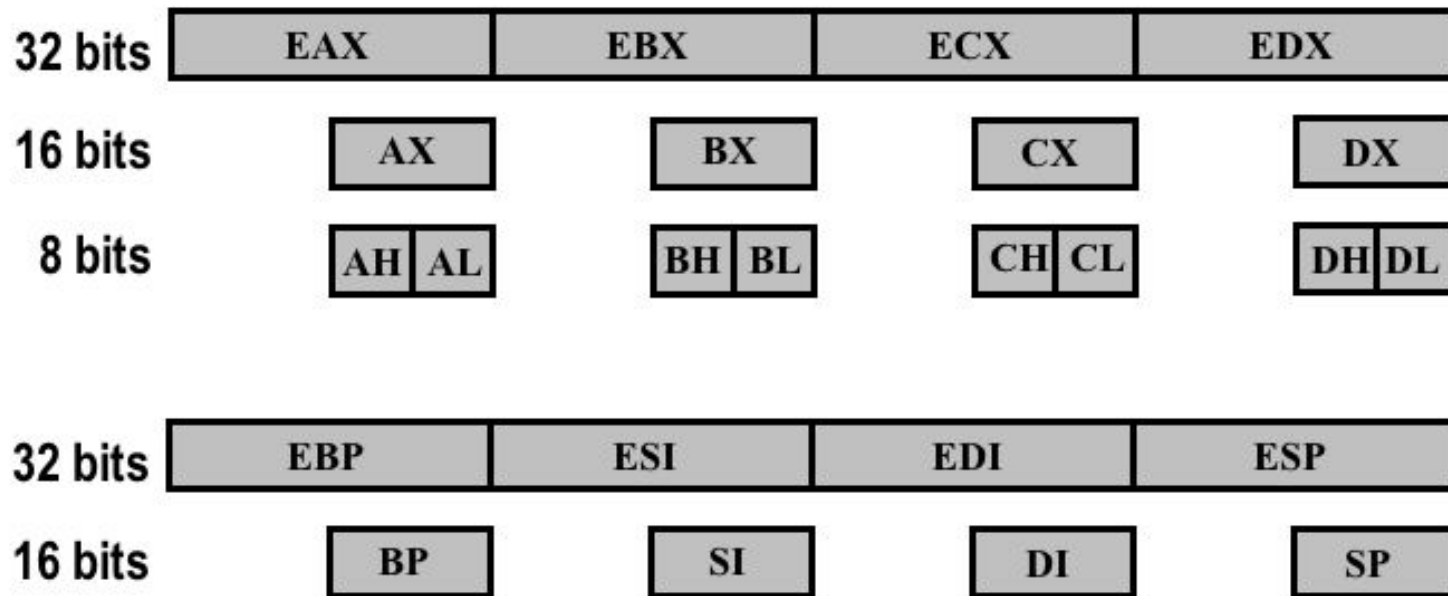 32 bits EAX EBX ECX EDX
16 bits AX BX CX DX
8 bits AH AL BH BL CH CL DH DL
32 bits EBP ESI EDI ESP
16 bits BP SI DI SP